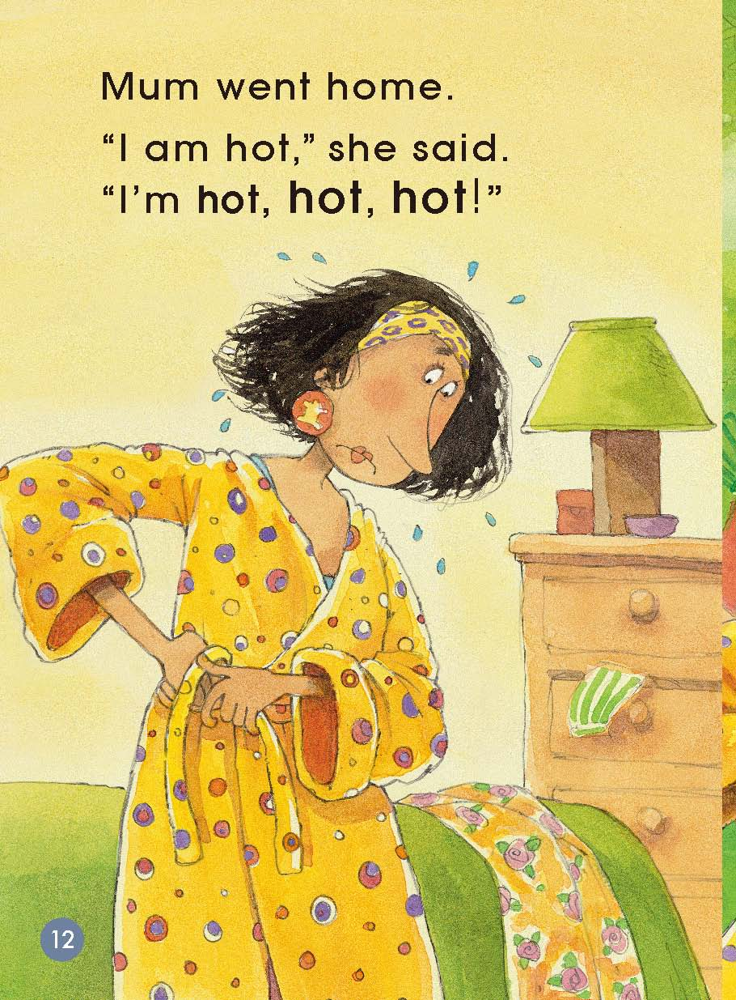 Mum went home.
“I am hot,” she said.
“I’m hot, hot, hot!”
12